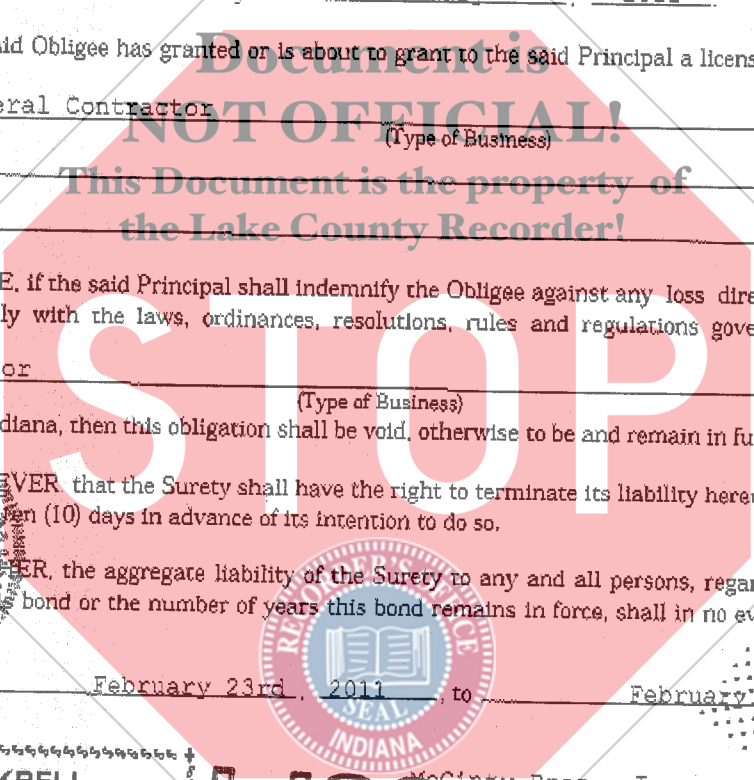 aid Obligee has granted or is about to grant to the said Principal a licens
Document is
eral Contractor
NOT OFFICIAL!
(Type of Business)
This Document is the property of
the Lake County Recorder!
E, if the said Principal shall indemnify the Obligee against any loss dire
ly with the laws, ordinances, resolutions, rules and regulations gove
STOP
or
(Type of Business)
diana, then this obligation shall be void, otherwise to be and remain in fu
EVER that the Surety shall have the right to terminate its liability here
en (10) days in advance of its intention to do so.
ER, the aggregate liability of the Surety to any and all persons, regar
bond or the number of years this bond remains in force, shall in no ev
RECORDER'S OFFICE
February 23rd, 2011, to February
SEAL
INDIANA